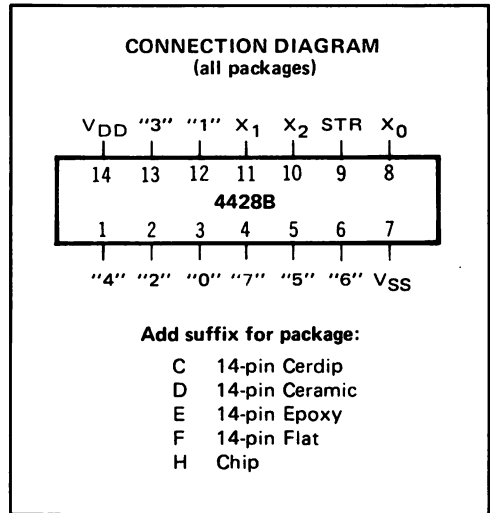 CONNECTION DIAGRAM
(all packages)
VDD "3" "1" X1 X2 STR X0
14 13 12 11 10 9 8
4428B
1 2 3 4 5 6 7
"4" "2" "0" "7" "5" "6" VSS
Add suffix for package:
C 14-pin Cerdip
D 14-pin Ceramic
E 14-pin Epoxy
F 14-pin Flat
H Chip